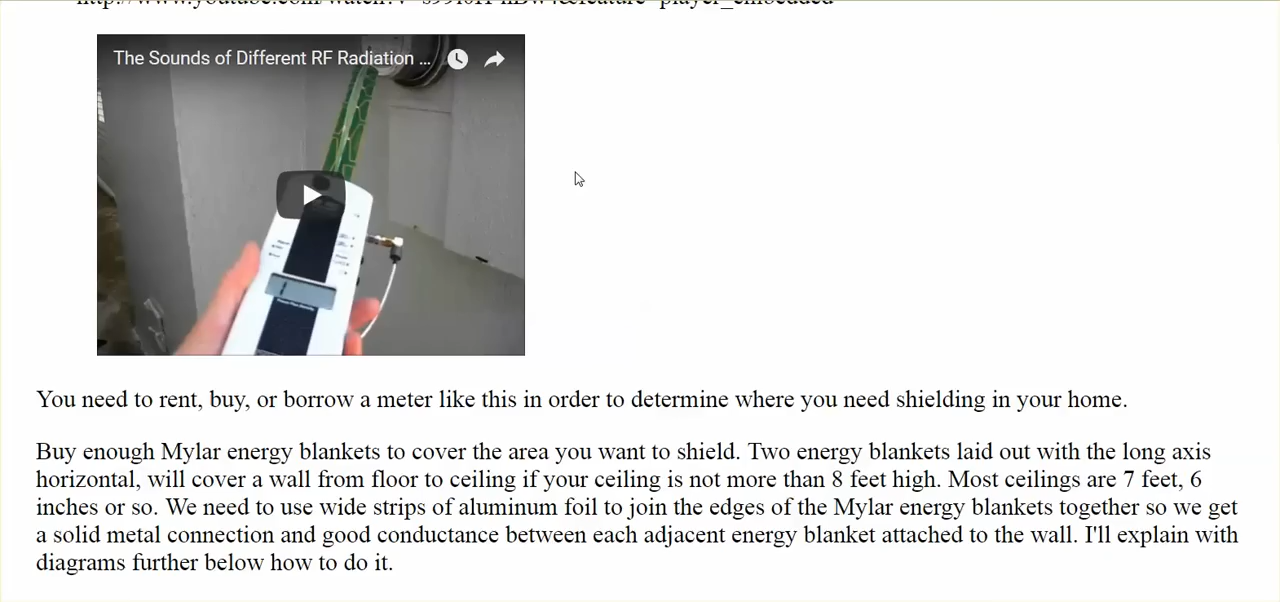 The Sounds of Different RF Radiation ...
You need to rent, buy, or borrow a meter like this in order to determine where you need shielding in your home.
Buy enough Mylar energy blankets to cover the area you want to shield. Two energy blankets laid out with the long axis
horizontal, will cover a wall from floor to ceiling if your ceiling is not more than 8 feet high. Most ceilings are 7 feet, 6
inches or so. We need to use wide strips of aluminum foil to join the edges of the Mylar energy blankets together so we get
a solid metal connection and good conductance between each adjacent energy blanket attached to the wall. I'll explain with
diagrams further below how to do it.